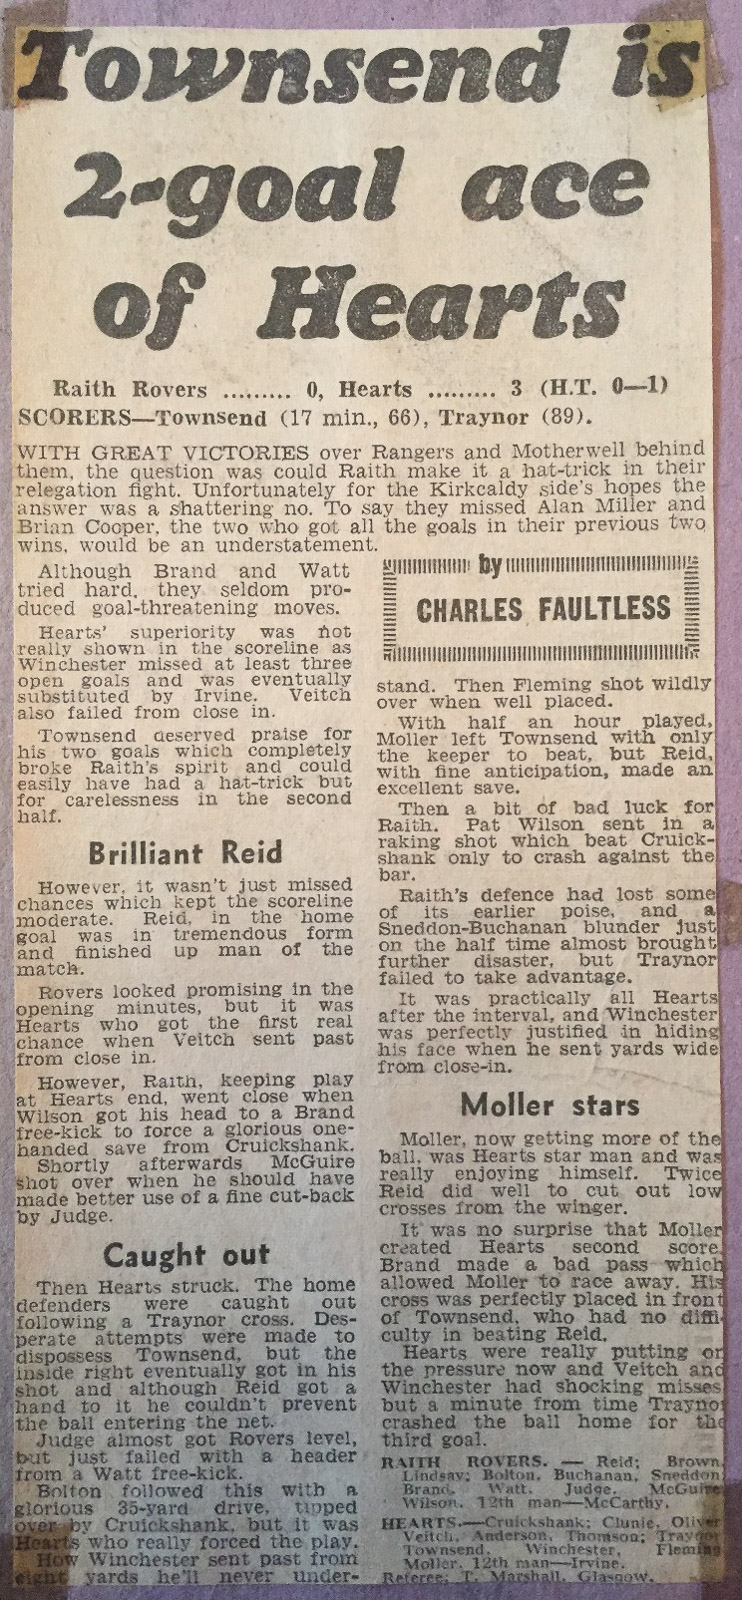 Townsend is
2-goal ace
of Hearts
Raith Rovers ......... 0, Hearts ......... 3 (H.T. 0—1)
SCORERS—Townsend (17 min., 66), Traynor (89).
WITH GREAT VICTORIES over Rangers and Motherwell behind
them, the question was could Raith make it a hat-trick in their
relegation fight. Unfortunately for the Kirkcaldy side's hopes the
answer was a shattering no. To say they missed Alan Miller and
Brian Cooper, the two who got all the goals in their previous two
wins, would be an understatement.
Although Brand and Watt
tried hard, they seldom pro-
duced goal-threatening moves.
Hearts' superiority was not
really shown in the scoreline as
Winchester missed at least three
open goals and was eventually
substituted by Irvine. Veitch
also failed from close in.
Townsend deserved praise for
his two goals which completely
broke Raith's spirit and could
easily have had a hat-trick but
for carelessness in the second
half.
Brilliant Reid
However, it wasn't just missed
chances which kept the scoreline
moderate. Reid, in the home
goal was in tremendous form
and finished up man of the
match.
Rovers looked promising in the
opening minutes, but it was
Hearts who got the first real
chance when Veitch sent past
from close in.
However, Raith, keeping play
at Hearts end, went close when
Wilson got his head to a Brand
free-kick to force a glorious one-
handed save from Cruickshank.
Shortly afterwards McGuire
shot over when he should have
made better use of a fine cut-back
by Judge.
Caught out
Then Hearts struck. The home
defenders were caught out
following a Traynor cross. Des-
perate attempts were made to
dispossess Townsend, but the
inside right eventually got in his
shot and although Reid got a
hand to it he couldn't prevent
the ball entering the net.
Judge almost got Rovers level,
but just failed with a header
from a Watt free-kick.
Bolton followed this with a
glorious 35-yard drive, tipped
over by Cruickshank, but it was
Hearts who really forced the play.
How Winchester sent past from
eight yards he'll never under-
by
CHARLES FAULTLESS
stand. Then Fleming shot wildly
over when well placed.
With half an hour played,
Moller left Townsend with only
the keeper to beat, but Reid,
with fine anticipation, made an
excellent save.
Then a bit of bad luck for
Raith. Pat Wilson sent in a
raking shot which beat Cruick-
shank only to crash against the
bar.
Raith's defence had lost some
of its earlier poise, and a
Sneddon-Buchanan blunder just
on the half time almost brought
further disaster, but Traynor
failed to take advantage.
It was practically all Hearts
after the interval, and Winchester
was perfectly justified in hiding
his face when he sent yards wide
from close-in.
Moller stars
Moller, now getting more of the
ball, was Hearts star man and was
really enjoying himself. Twice
Reid did well to cut out low
crosses from the winger.
It was no surprise that Moller
created Hearts second score.
Brand made a bad pass which
allowed Moller to race away. His
cross was perfectly placed in front
of Townsend, who had no diffi-
culty in beating Reid.
Hearts were really putting on
the pressure now and Veitch and
Winchester had shocking misses
but a minute from time Traynor
crashed the ball home for the
third goal.
RAITH ROVERS. — Reid; Brown,
Lindsay; Bolton, Buchanan, Sneddon
Brand, Watt, Judge, McGuire
Wilson. 12th man—McCarthy.
HEARTS.—Cruickshank; Clunie, Oliver
Veitch, Anderson, Thomson; Traynor
Townsend, Winchester, Fleming
Moller. 12th man—Irvine.
Referee; T. Marshall, Glasgow.